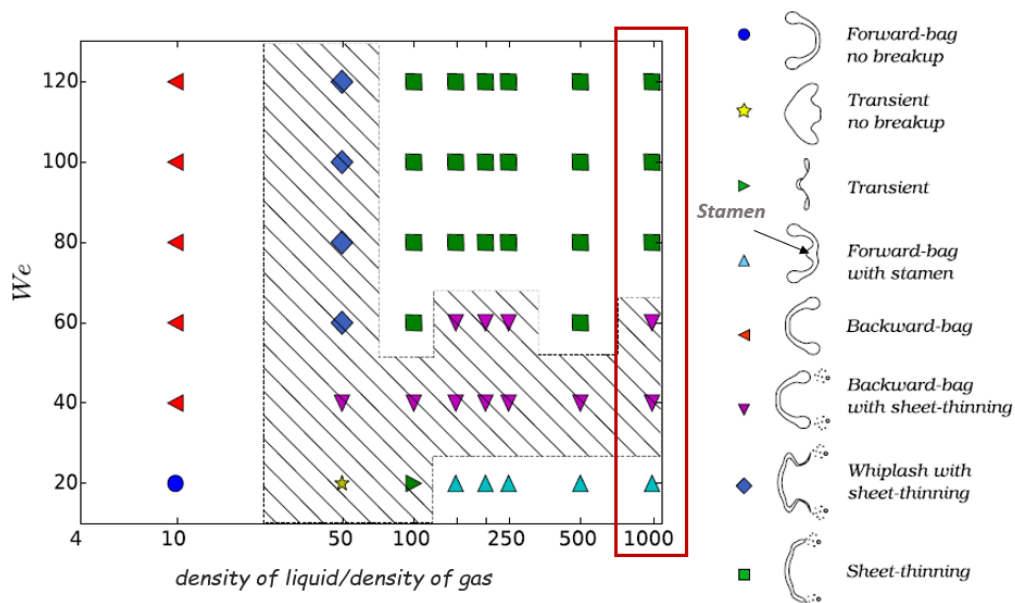 120
100
80
60
40
20
We
4
10
50
100
250
500
1000
density of liquid/density of gas
Stamen
Forward-bag
no breakup
Transient
no breakup
Transient
Forward-bag
with stamen
Backward-bag
Backward-bag
with sheet-thinning
Whiplash with
sheet-thinning
Sheet-thinning